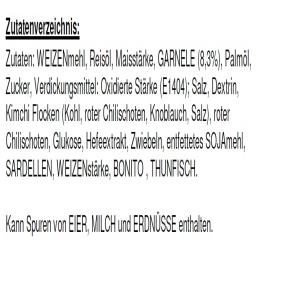 Zutatenverzeichnis:
Zutaten: WEIZENmehl, Reisöl, Maisstärke, GARNELE (8,3%), Palmöl,
Zucker, Verdickungsmittel: Oxidierte Stärke (E1404); Salz, Dextrin,
Kimchi Flocken (Kohl, roter Chilischoten, Knoblauch, Salz), roter
Chilischoten, Glukose, Hefeextrakt, Zwiebeln, entfettetes SOJAmehl,
SARDELLEN, WEIZENstärke, BONITO , THUNFISCH.
Kann Spuren von EIER, MILCH und ERDNÜSSE enthalten.